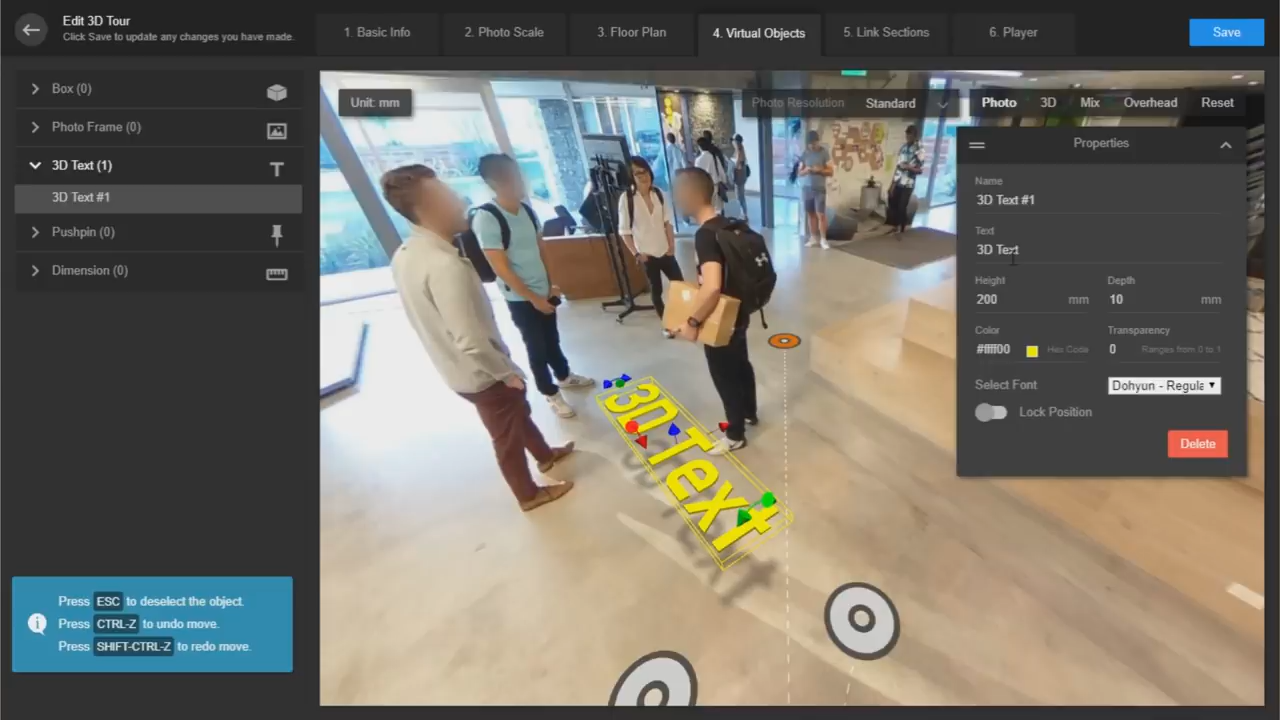 Edit 3D Tour
Click Save to update any changes you have made.
1. Basic Info
2. Photo Scale
3. Floor Plan
4. Virtual Objects
5. Link Sections
6. Player
Save
Box (0)
Photo Frame (0)
3D Text (1)
3D Text #1
Pushpin (0)
Dimension (0)
Press ESC to deselect the object.
Press CTRL-Z to undo move.
Press SHIFT-CTRL-Z to redo move.
Unit: mm
Photo Resolution Standard
Photo 3D Mix Overhead Reset
Properties
Name
3D Text #1
Text
3D Text
Height Depth
200 mm 10 mm
Color Transparency
#ffff00 Hex Code 0 Ranges from 0 to 1
Select Font Dohyun - Regula
Lock Position
Delete
3D Text